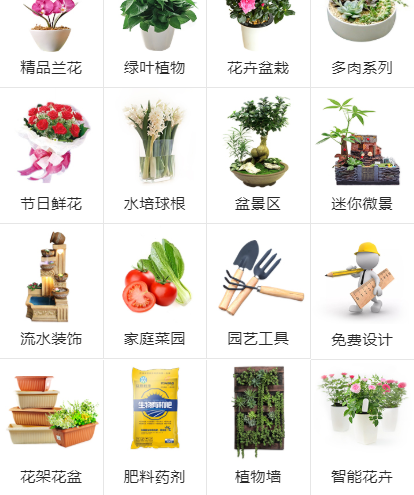 精品兰花 绿叶植物 花卉盆栽 多肉系列
节日鲜花 水培球根 盆景区 迷你微景
流水装饰 家庭菜园 园艺工具 免费设计
生物有机肥
花架花盆 肥料药剂 植物墙 智能花卉